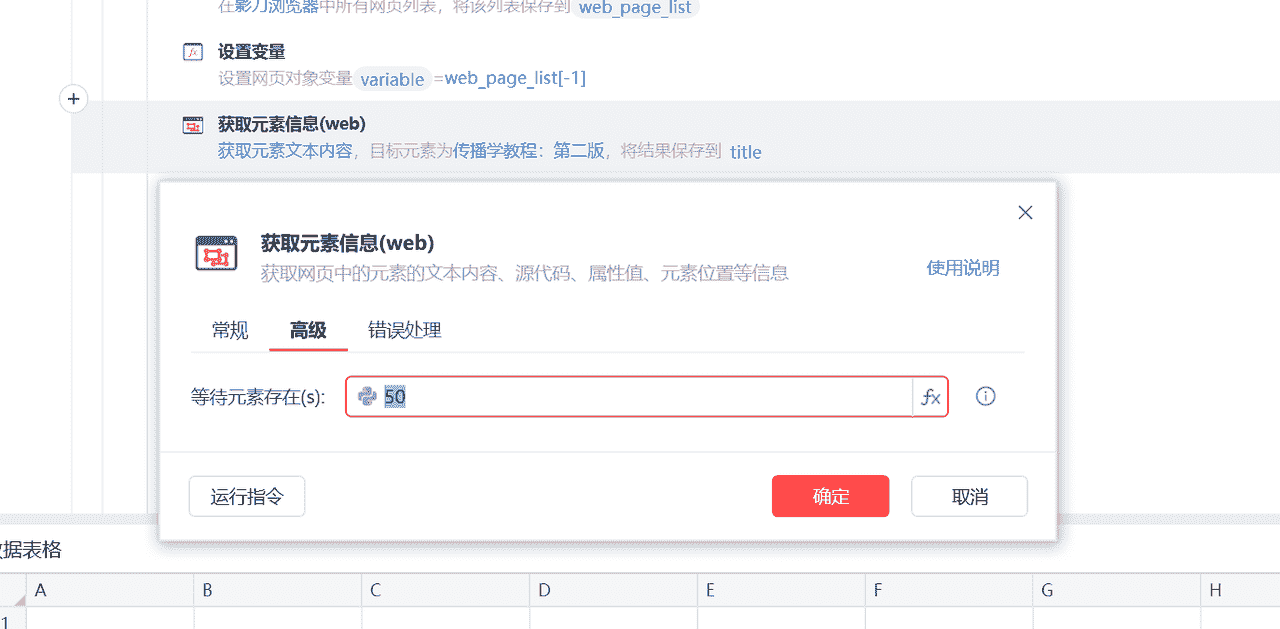 在影刀浏览器中所有网页列表，将该列表保存到 web_page_list
设置变量
设置网页对象变量 variable =web_page_list[-1]
获取元素信息(web)
获取元素文本内容，目标元素为传播学教程：第二版，将结果保存到 title
获取元素信息(web)
获取网页中的元素的文本内容、源代码、属性值、元素位置等信息
使用说明
常规 高级 错误处理
等待元素存在(s): 50 fx
运行指令 确定 取消
据表格
A B C D E F G H
1